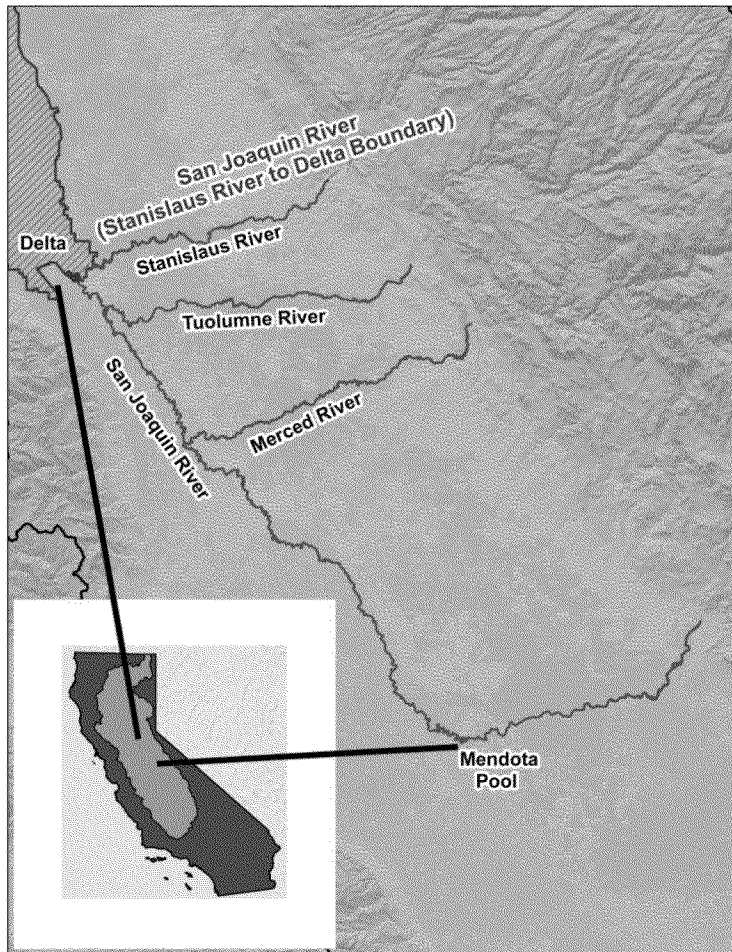 San Joaquin River
(Stanislaus River to Delta Boundary)
Delta
Stanislaus River
Tuolumne River
San Joaquin River
Merced River
Mendota
Pool